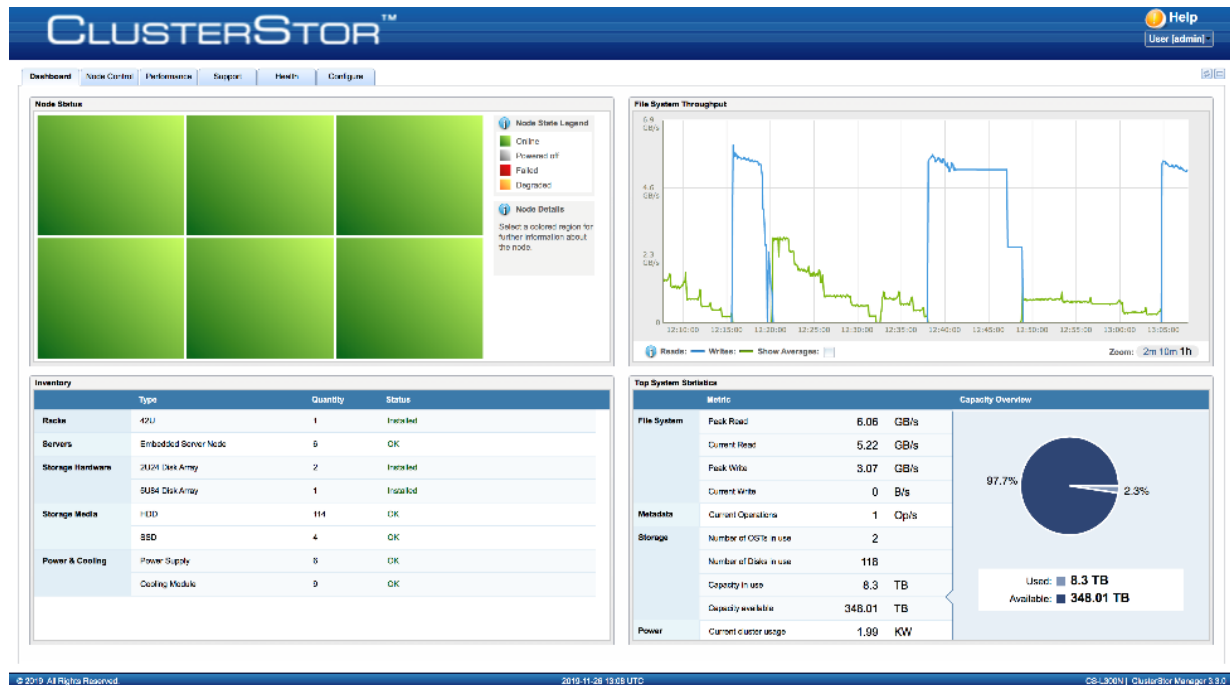 CLUSTERSTOR™
Help
User [admin]
Dashboard Node Control Performance Support Health Configure
Node Status
Node State Legend
Online
Powered off
Failed
Degraded
Node Details
Select a colored region for
further information about
the node.
File System Throughput
6.9
GB/s
4.6
GB/s
2.3
GB/s
0
12:10:00 12:15:00 12:20:00 12:25:00 12:30:00 12:35:00 12:40:00 12:45:00 12:50:00 12:55:00 13:00:00 13:05:00
Reads: Writes: Show Averages:
Zoom: 2m 10m 1h
Inventory
Type Quantity Status
Racks 42U 1 Installed
Servers Embedded Server Node 6 OK
Storage Hardware 2U24 Disk Array 2 Installed
5U84 Disk Array 1 Installed
Storage Media HDD 114 OK
SSD 4 OK
Power & Cooling Power Supply 6 OK
Cooling Module 9 OK
Top System Statistics
Metric Capacity Overview
File System Peak Read 6.06 GB/s
Current Read 5.22 GB/s
Peak Write 3.07 GB/s
Current Write 0 B/s
Metadata Current Operations 1 Op/s
Storage Number of OSTs in use 2
Number of Disks in use 118
Capacity in use 8.3 TB
Capacity available 348.01 TB
Power Current cluster usage 1.99 KW
97.7%
2.3%
Used: 8.3 TB
Available: 348.01 TB
© 2019 All Rights Reserved.
2019-11-26 13:08 UTC
CS-L300N | ClusterStor Manager 3.3.0